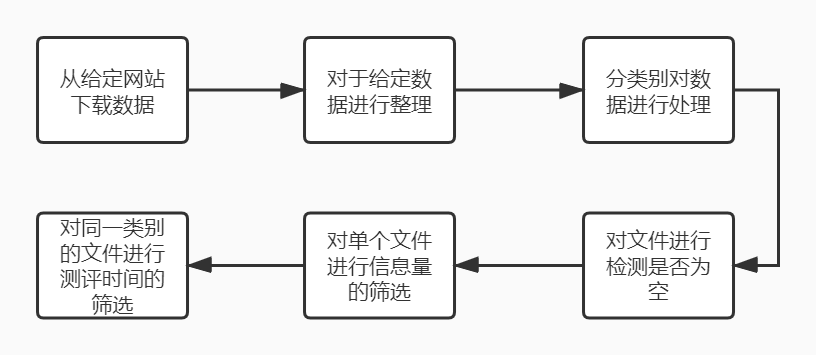 从给定网站
下载数据
对于给定数
据进行整理
分类别对数
据进行处理
对文件进行
检测是否为
空
对单个文件
进行信息量
的筛选
对同一类别
的文件进行
测评时间的
筛选